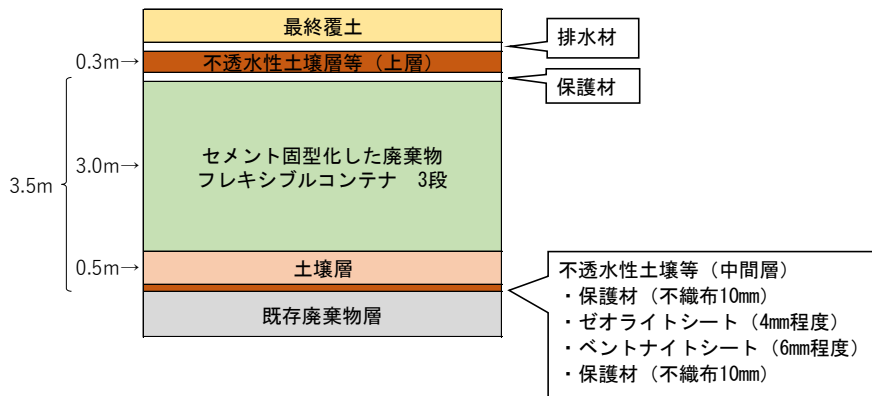 最終覆土
排水材
0.3m→
不透水性土壌層等（上層）
保護材
3.5m
3.0m→
セメント固型化した廃棄物
フレキシブルコンテナ　3段
0.5m→
土壌層
既存廃棄物層
不透水性土壌等（中間層）
・保護材（不織布10mm）
・ゼオライトシート（4mm程度）
・ベントナイトシート（6mm程度）
・保護材（不織布10mm）